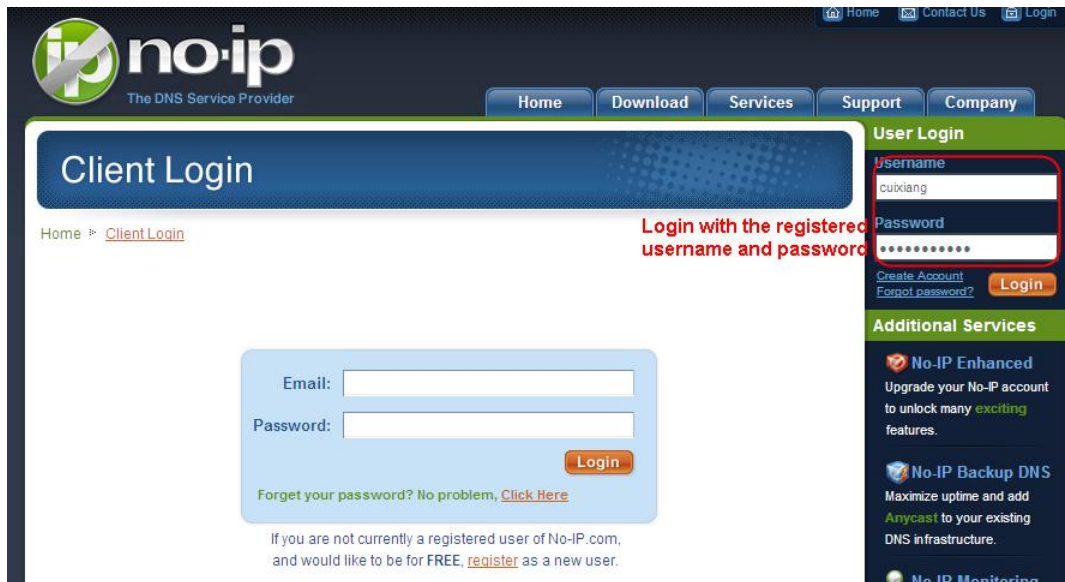 Home Contact Us Login
ip no·ip
The DNS Service Provider
Home Download Services Support Company
Client Login
Home Client Login
Login with the registered
username and password
Email:
Password:
Login
Forget your password? No problem, Click Here
If you are not currently a registered user of No-IP.com,
and would like to be for FREE, register as a new user.
User Login
Username
cuixiang
Password
Create Account
Forgot password?
Login
Additional Services
No-IP Enhanced
Upgrade your No-IP account
to unlock many exciting
features.
No-IP Backup DNS
Maximize uptime and add
Anycast to your existing
DNS infrastructure.
No-IP Monitoring